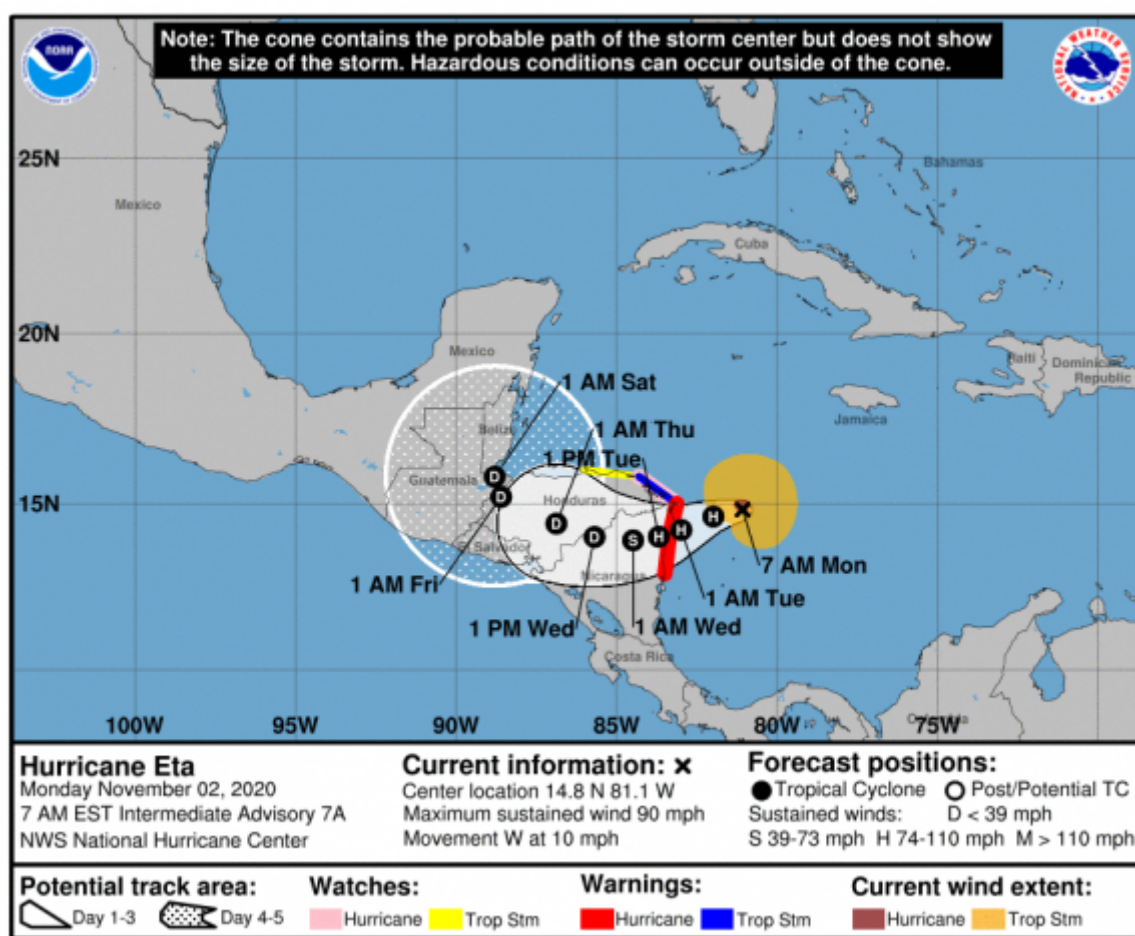 Note: The cone contains the probable path of the storm center but does not show
the size of the storm. Hazardous conditions can occur outside of the cone.
NOAA
NATIONAL WEATHER SERVICE
25N
Bahamas
Mexico
Cuba
20N
Mexico
Haiti
Dominican
Republic
1 AM Sat
Jamaica
Belize
1 AM Thu
1 PM Tue
Guatemala
15N
Honduras
El Salvador
7 AM Mon
1 AM Fri
Nicaragua
1 AM Tue
1 PM Wed
1 AM Wed
Costa Rica
D
D
D
D
S
H
H
H
100W
95W
90W
85W
80W
75W
Colombia
Hurricane Eta
Monday November 02, 2020
7 AM EST Intermediate Advisory 7A
NWS National Hurricane Center
Current information: x
Center location 14.8 N 81.1 W
Maximum sustained wind 90 mph
Movement W at 10 mph
Forecast positions:
Tropical Cyclone Post/Potential TC
Sustained winds: D < 39 mph
S 39-73 mph H 74-110 mph M > 110 mph
Potential track area:
Day 1-3 Day 4-5
Watches:
Hurricane Trop Stm
Warnings:
Hurricane Trop Stm
Current wind extent:
Hurricane Trop Stm